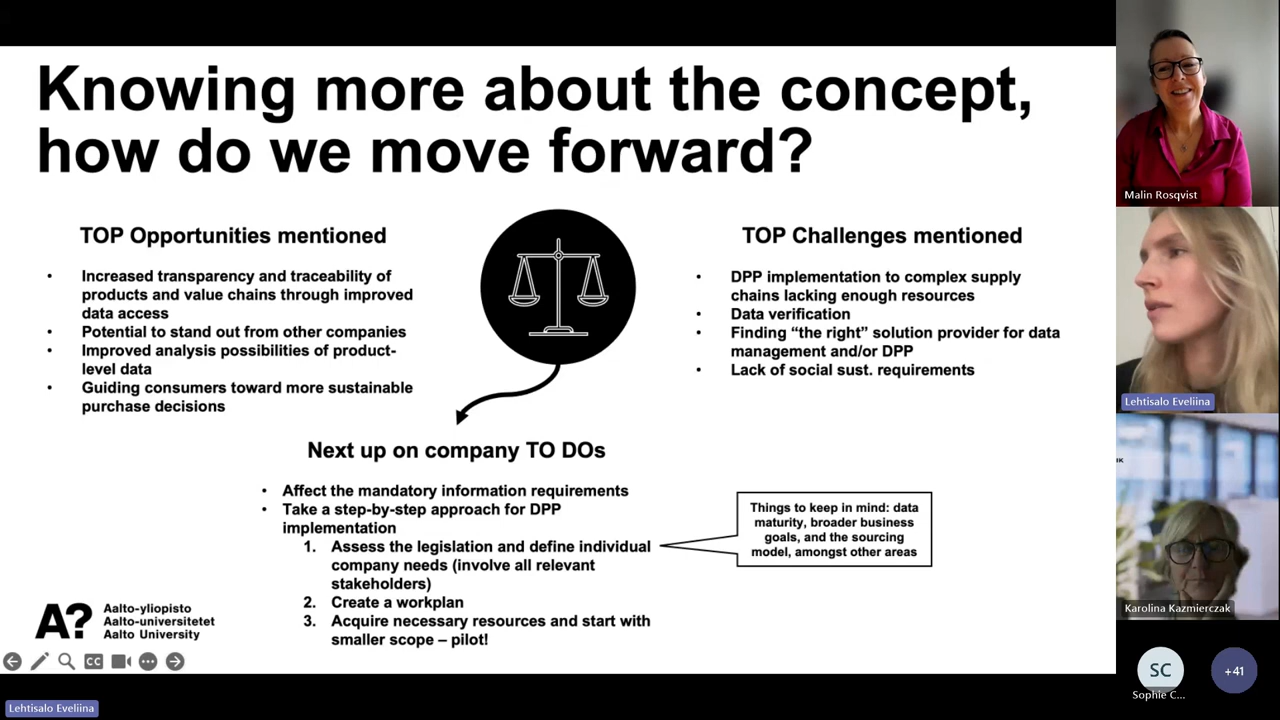 Knowing more about the concept,
how do we move forward?
TOP Opportunities mentioned
• Increased transparency and traceability of
products and value chains through improved
data access
• Potential to stand out from other companies
• Improved analysis possibilities of product-
level data
• Guiding consumers toward more sustainable
purchase decisions
TOP Challenges mentioned
• DPP implementation to complex supply
chains lacking enough resources
• Data verification
• Finding “the right” solution provider for data
management and/or DPP
• Lack of social sust. requirements
Next up on company TO DOs
• Affect the mandatory information requirements
• Take a step-by-step approach for DPP
implementation
1. Assess the legislation and define individual
company needs (involve all relevant
stakeholders)
2. Create a workplan
3. Acquire necessary resources and start with
smaller scope – pilot!
Things to keep in mind: data
maturity, broader business
goals, and the sourcing
model, amongst other areas
A?
Aalto-yliopisto
Aalto-universitetet
Aalto University
CC
Lehtisalo Eveliina
Malin Rosqvist
Lehtisalo Eveliina
IK
Karolina Kazmierczak
SC
Sophie C...
+41